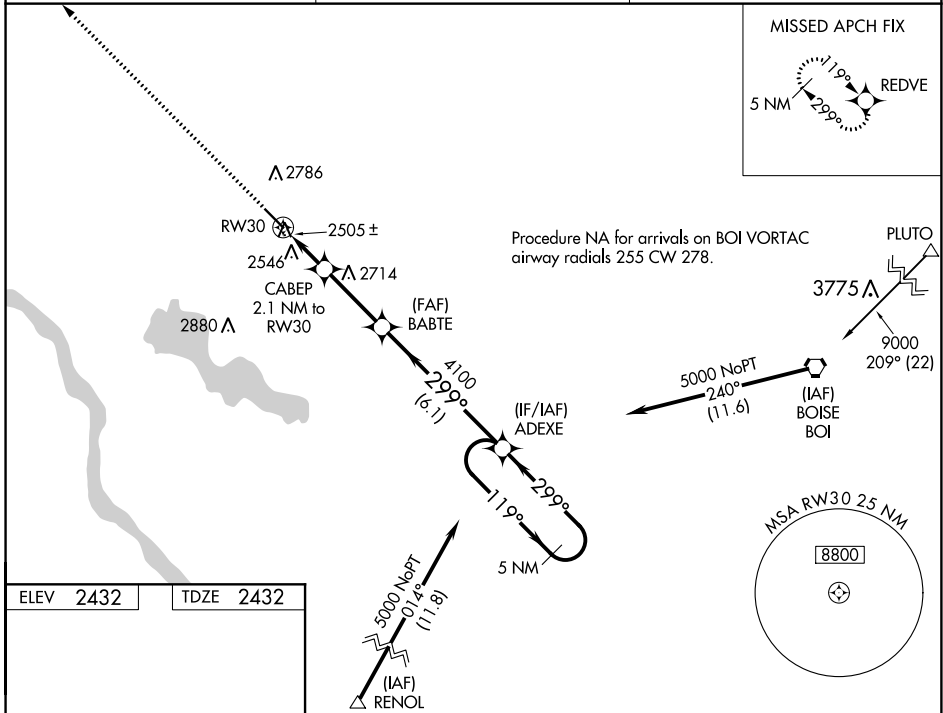 MISSED APCH FIX
119°
REDVE
5 NM
299°
2786
RW30
2505 ±
2546
2714
CABEP
2.1 NM to
RW30
(FAF)
BABTE
2880
Procedure NA for arrivals on BOI VORTAC
airway radials 255 CW 278.
PLUTO
3775
9000
209° (22)
5000 NoPT
240°
(11.6)
(IAF)
BOISE
BOI
4100
299°
(6.1)
(IF/IAF)
ADEXE
299°
119°
5 NM
MSA RW30 25 NM
8800
5000 NoPT
014°
(11.8)
(IAF)
RENOL
ELEV 2432
TDZE 2432